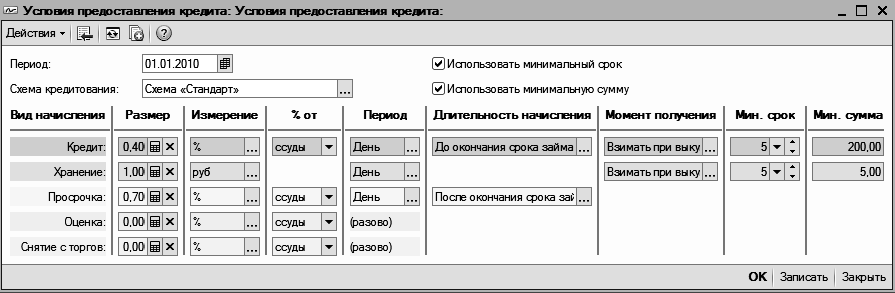 Условия предоставления кредита: Условия предоставления кредита:
Действия
Период: 01.01.2010 Использовать минимальный срок
Схема кредитования: Схема «Стандарт» ... Использовать минимальную сумму
Вид начисления Размер Измерение % от Период Длительность начисления Момент получения Мин. срок Мин. сумма
Кредит: 0,40 % ... ссуды День ... До окончания срока займа ... Взимать при выку ... 5 200,00
Хранение: 1,00 руб ... День ... Взимать при выку ... 5 5,00
Просрочка: 0,70 % ... ссуды День ... После окончания срока зай ...
Оценка: 0,00 % ... ссуды (разово)
Снятие с торгов: 0,00 % ... ссуды (разово)
OK Записать Закрыть